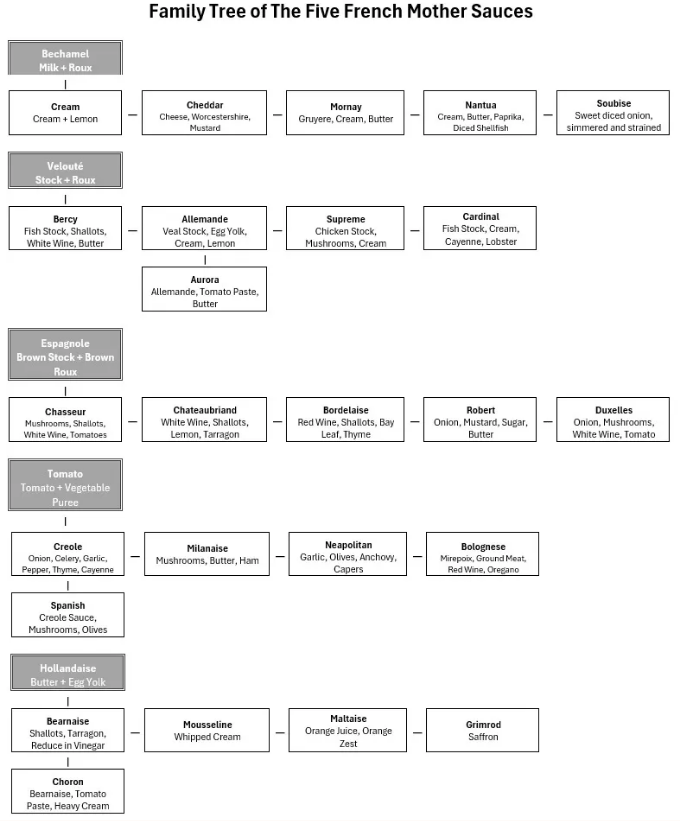 Family Tree of The Five French Mother Sauces
Bechamel
Milk + Roux
Cream
Cream + Lemon
Cheddar
Cheese, Worcestershire,
Mustard
Mornay
Gruyere, Cream, Butter
Nantua
Cream, Butter, Paprika,
Diced Shellfish
Soubise
Sweet diced onion,
simmered and strained
Velouté
Stock + Roux
Bercy
Fish Stock, Shallots,
White Wine, Butter
Allemande
Veal Stock, Egg Yolk,
Cream, Lemon
Supreme
Chicken Stock,
Mushrooms, Cream
Cardinal
Fish Stock, Cream,
Cayenne, Lobster
Aurora
Allemande, Tomato Paste,
Butter
Espagnole
Brown Stock + Brown
Roux
Chasseur
Mushrooms, Shallots,
White Wine, Tomatoes
Chateaubriand
White Wine, Shallots,
Lemon, Tarragon
Bordelaise
Red Wine, Shallots, Bay
Leaf, Thyme
Robert
Onion, Mustard, Sugar,
Butter
Duxelles
Onion, Mushrooms,
White Wine, Tomato
Tomato
Tomato + Vegetable
Puree
Creole
Onion, Celery, Garlic,
Pepper, Thyme, Cayenne
Milanaise
Mushrooms, Butter, Ham
Neapolitan
Garlic, Olives, Anchovy,
Capers
Bolognese
Mirepoix, Ground Meat,
Red Wine, Oregano
Spanish
Creole Sauce,
Mushrooms, Olives
Hollandaise
Butter + Egg Yolk
Bearnaise
Shallots, Tarragon,
Reduce in Vinegar
Mousseline
Whipped Cream
Maltaise
Orange Juice, Orange
Zest
Grimrod
Saffron
Choron
Bearnaise, Tomato
Paste, Heavy Cream